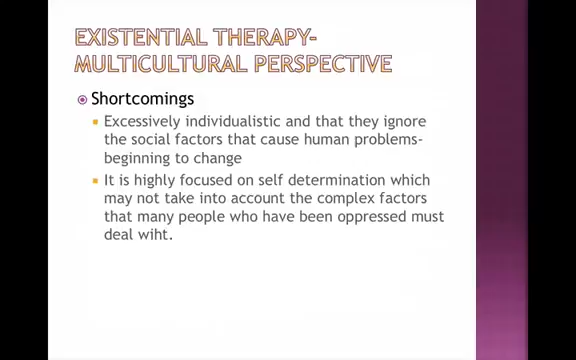 EXISTENTIAL THERAPY-
MULTICULTURAL PERSPECTIVE
Shortcomings
Excessively individualistic and that they ignore
the social factors that cause human problems-
beginning to change
It is highly focused on self determination which
may not take into account the complex factors
that many people who have been oppressed must
deal wiht.